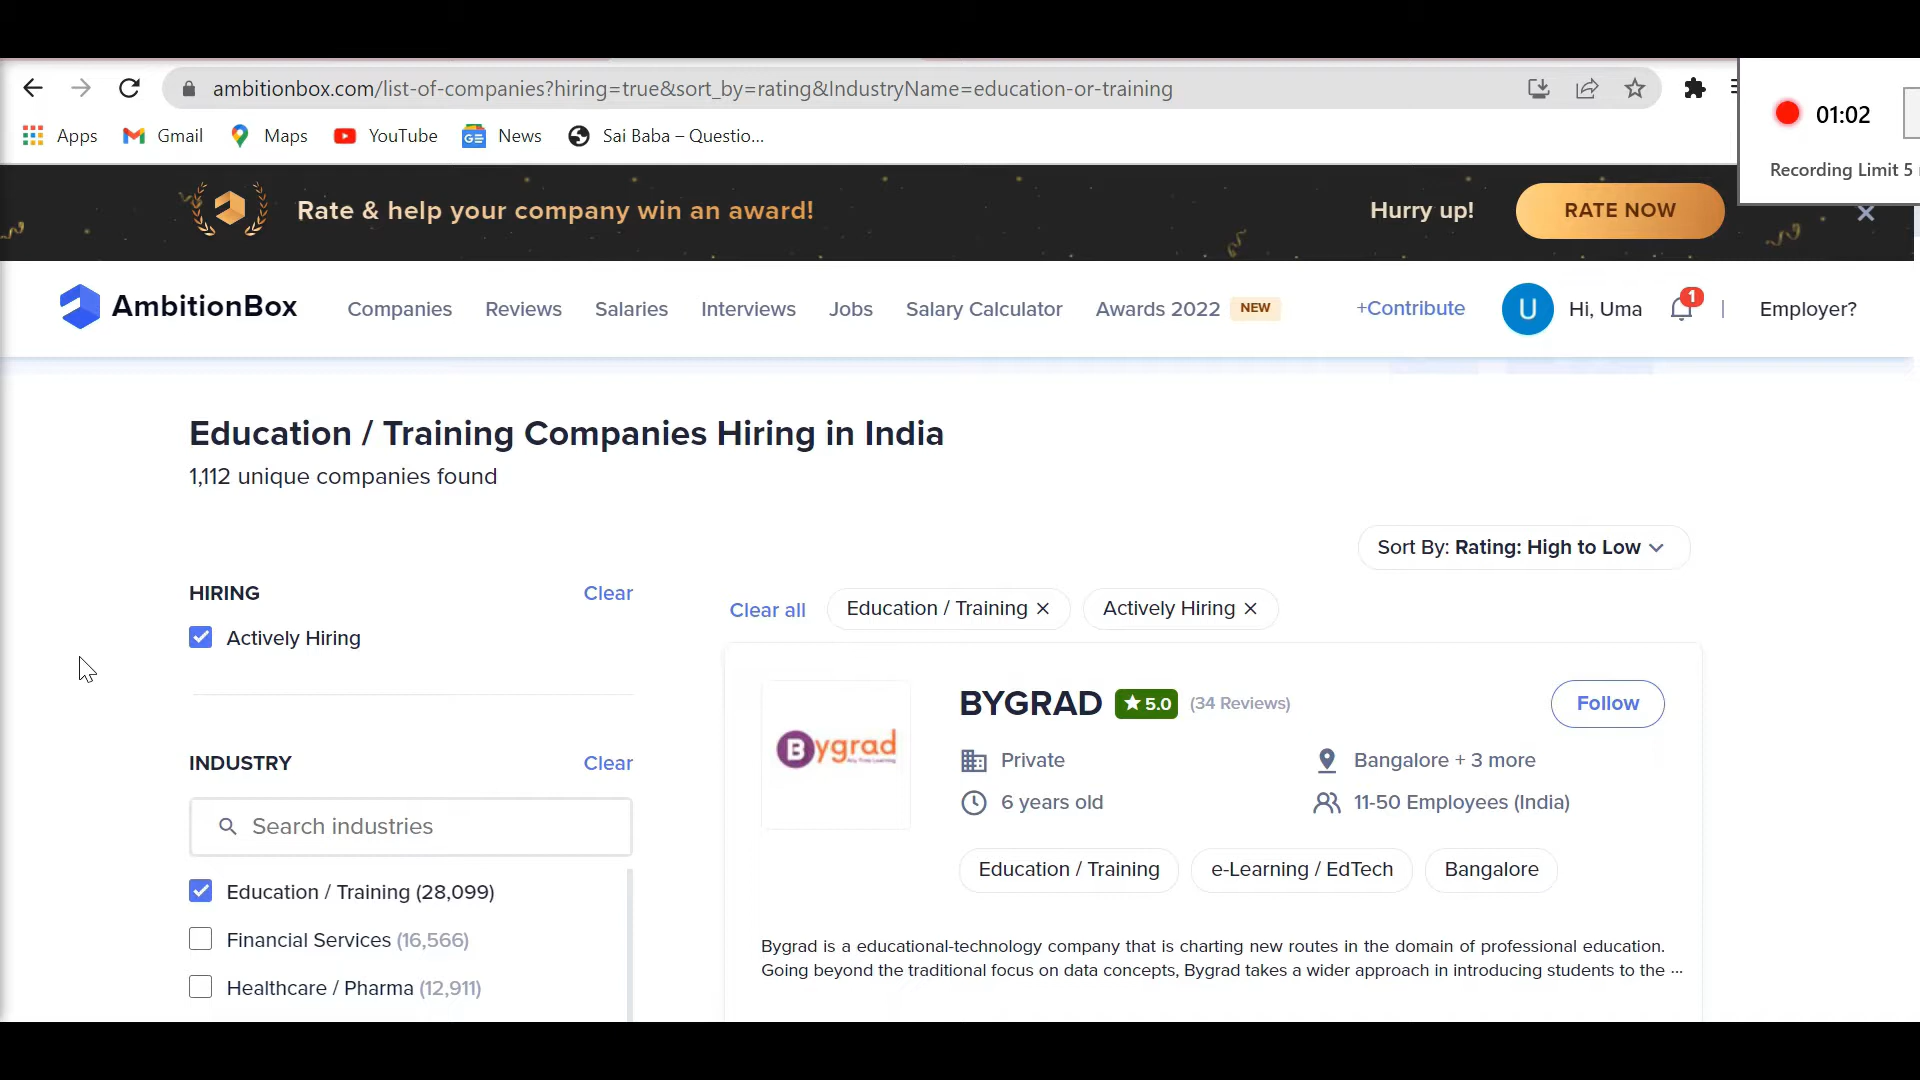 ambitionbox.com/list-of-companies?hiring=true&sort_by=rating&IndustryName=education-or-training
01:02
Apps Gmail Maps YouTube News Sai Baba – Questio...
Recording Limit 5
Rate & help your company win an award! Hurry up! RATE NOW
AmbitionBox Companies Reviews Salaries Interviews Jobs Salary Calculator Awards 2022 NEW +Contribute U Hi, Uma 1 | Employer?
Education / Training Companies Hiring in India
1,112 unique companies found
Sort By: Rating: High to Low
HIRING Clear
Actively Hiring
INDUSTRY Clear
Search industries
Education / Training (28,099)
Financial Services (16,566)
Healthcare / Pharma (12,911)
Clear all Education / Training × Actively Hiring ×
Bygrad
BYGRAD ★ 5.0 (34 Reviews) Follow
Private Bangalore + 3 more
6 years old 11-50 Employees (India)
Education / Training e-Learning / EdTech Bangalore
Bygrad is a educational-technology company that is charting new routes in the domain of professional education.
Going beyond the traditional focus on data concepts, Bygrad takes a wider approach in introducing students to the ...